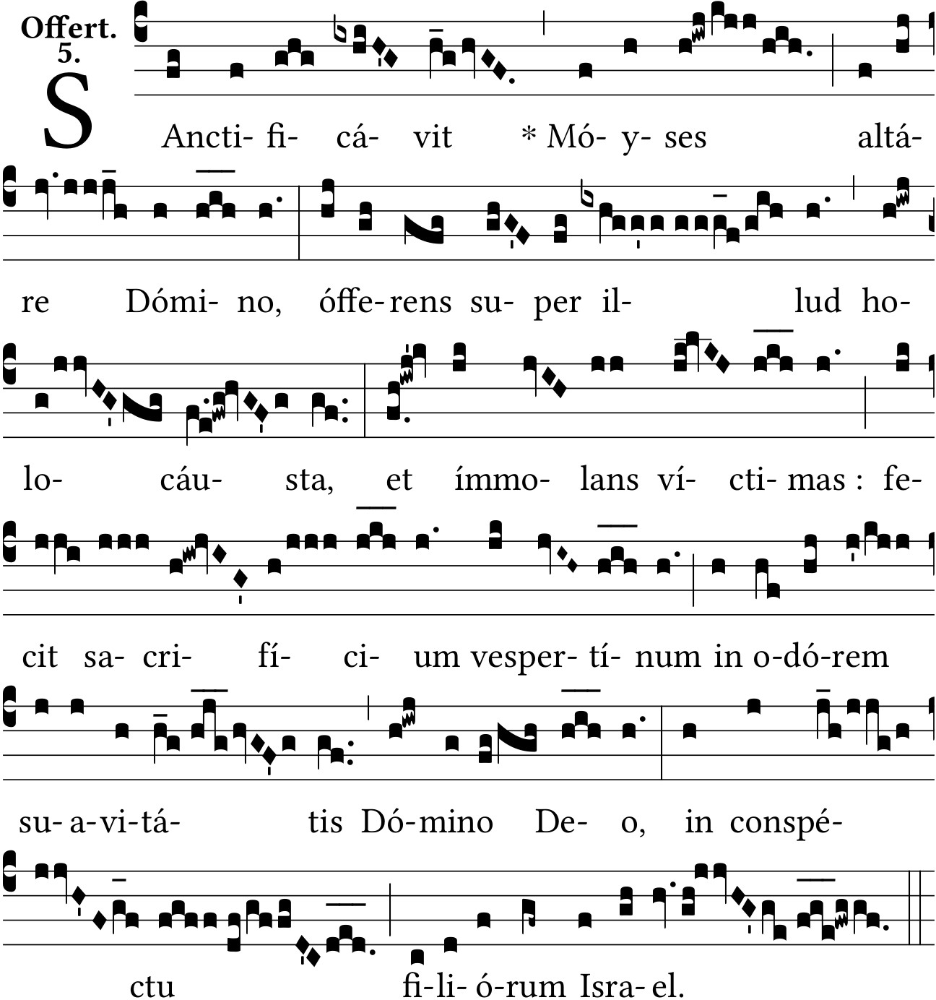 Offert.
5.
SAncti- fi- cá- vit * Mó- y- ses altá-
re Dómi- no, óffe- rens su- per il- lud ho-
lo- cáu- sta, et ímmo- lans ví- cti- mas : fe-
cit sa- cri- fí- ci- um vesper- tí- num in o-dó-rem
su- a-vi-tá- tis Dó-mino De- o, in conspé-
ctu fi-li- ó-rum Isra- el.